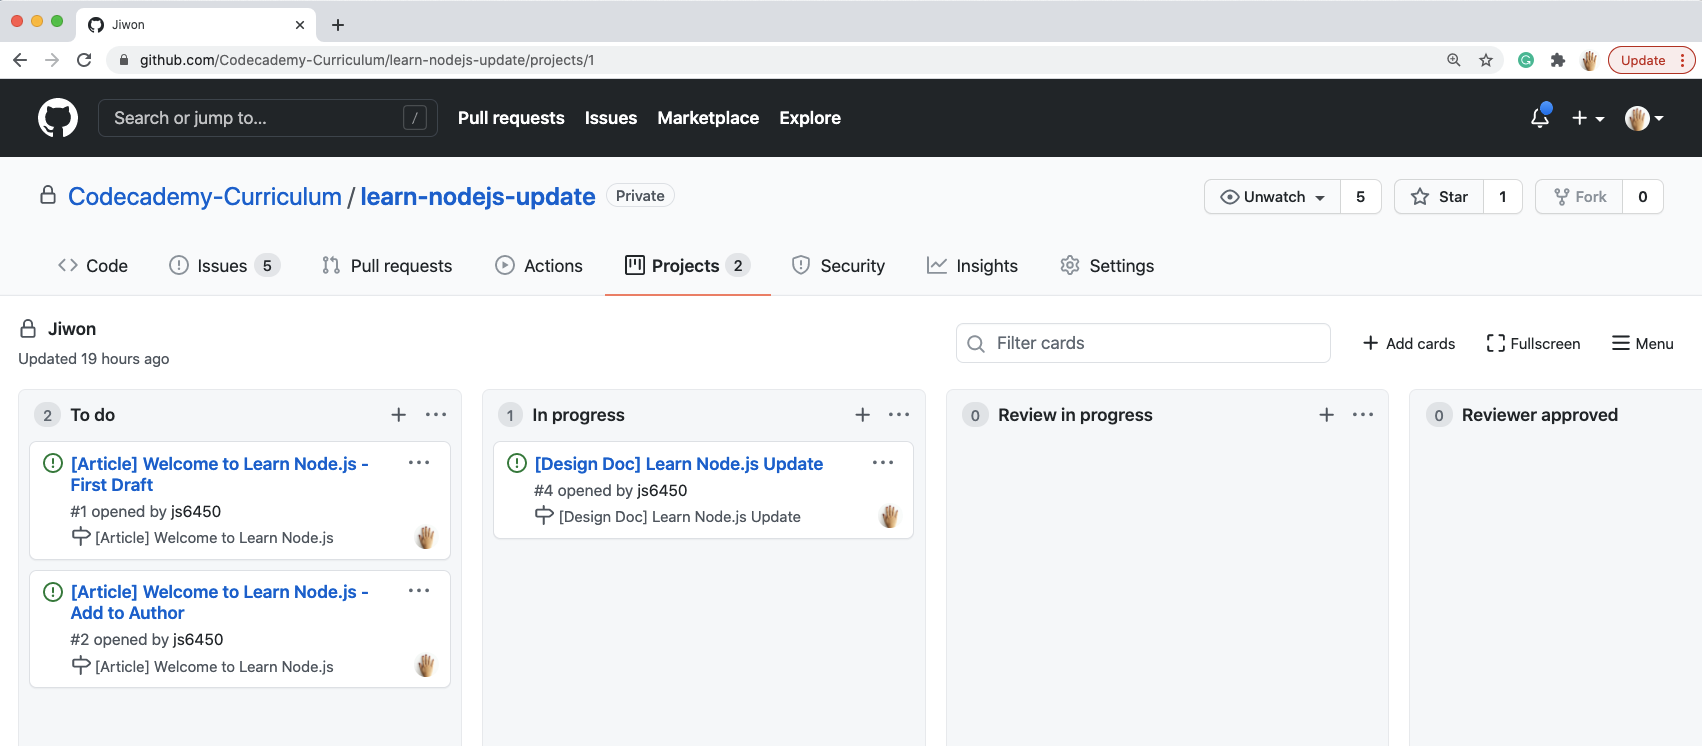 Jiwon
github.com/Codecademy-Curriculum/learn-nodejs-update/projects/1
Update
Search or jump to...
/
Pull requests
Issues
Marketplace
Explore
Codecademy-Curriculum / learn-nodejs-update
Private
Unwatch
5
Star
1
Fork
0
Code
Issues 5
Pull requests
Actions
Projects 2
Security
Insights
Settings
Jiwon
Updated 19 hours ago
Filter cards
Add cards
Fullscreen
Menu
2 To do
[Article] Welcome to Learn Node.js -
First Draft
#1 opened by js6450
[Article] Welcome to Learn Node.js
[Article] Welcome to Learn Node.js -
Add to Author
#2 opened by js6450
[Article] Welcome to Learn Node.js
1 In progress
[Design Doc] Learn Node.js Update
#4 opened by js6450
[Design Doc] Learn Node.js Update
0 Review in progress
0 Reviewer approved